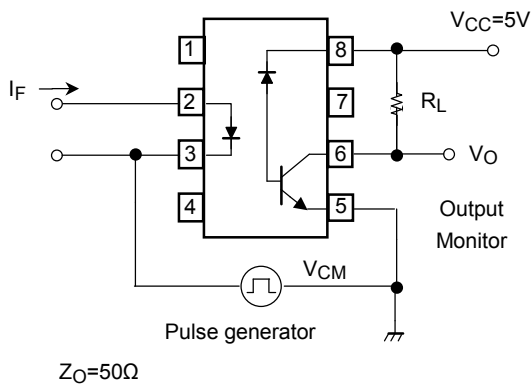 VCC=5V
1
8
IF
2
7
RL
3
6
VO
4
5
Output
Monitor
VCM
Pulse generator
ZO=50Ω